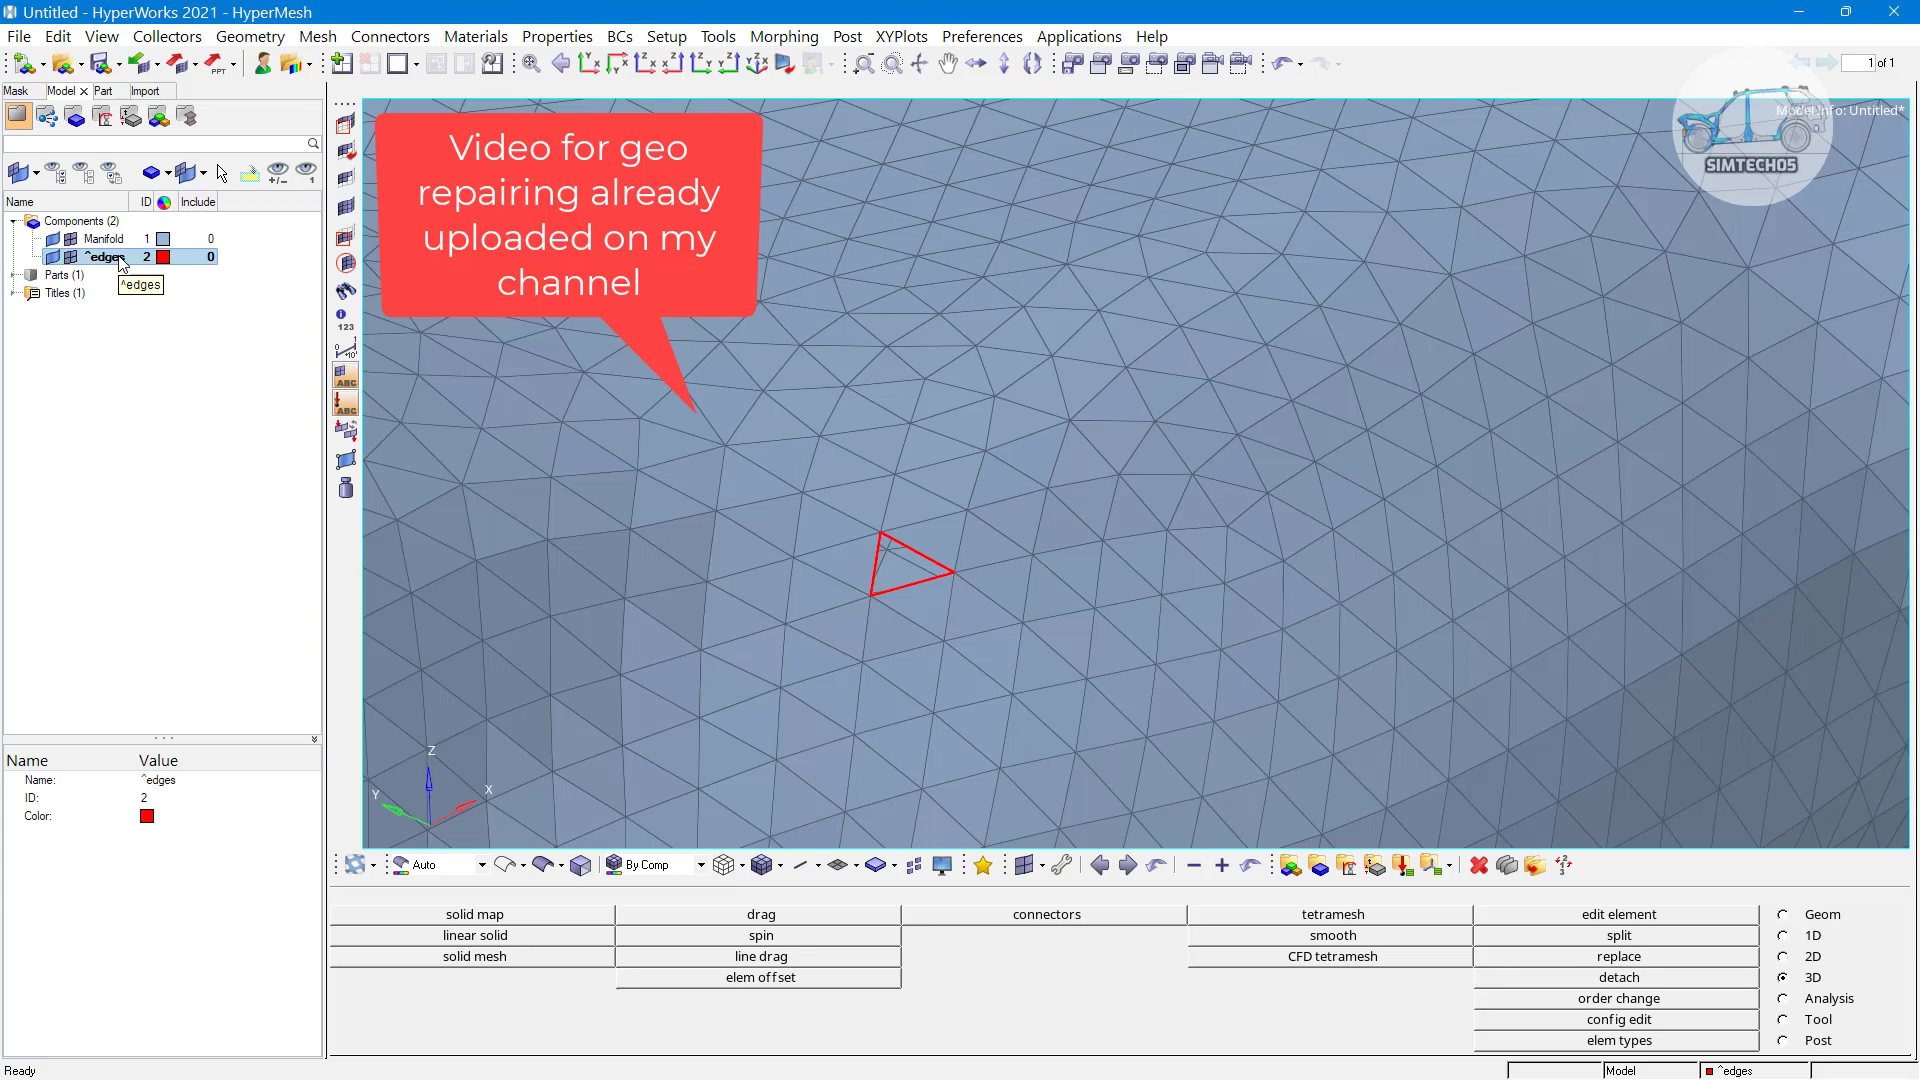 Untitled - HyperWorks 2021 - HyperMesh
File Edit View Collectors Geometry Mesh Connectors Materials Properties BCs Setup Tools Morphing Post XYPlots Preferences Applications Help
1 of 1
Mask Model Part Import
Model Info: Untitled*
SIMTECH05
Video for geo
repairing already
uploaded on my
channel
Name ID Include
Components (2)
Manifold 1 0
^edges 2 0
Parts (1)
^edges
Titles (1)
123
ABC
ABC
Name Value
Name: ^edges
ID: 2
Color:
Z
X
Y
Auto By Comp
solid map drag connectors tetramesh edit element Geom
linear solid spin smooth split 1D
solid mesh line drag CFD tetramesh replace 2D
elem offset detach 3D
order change Analysis
config edit Tool
elem types Post
Ready Model ^edges